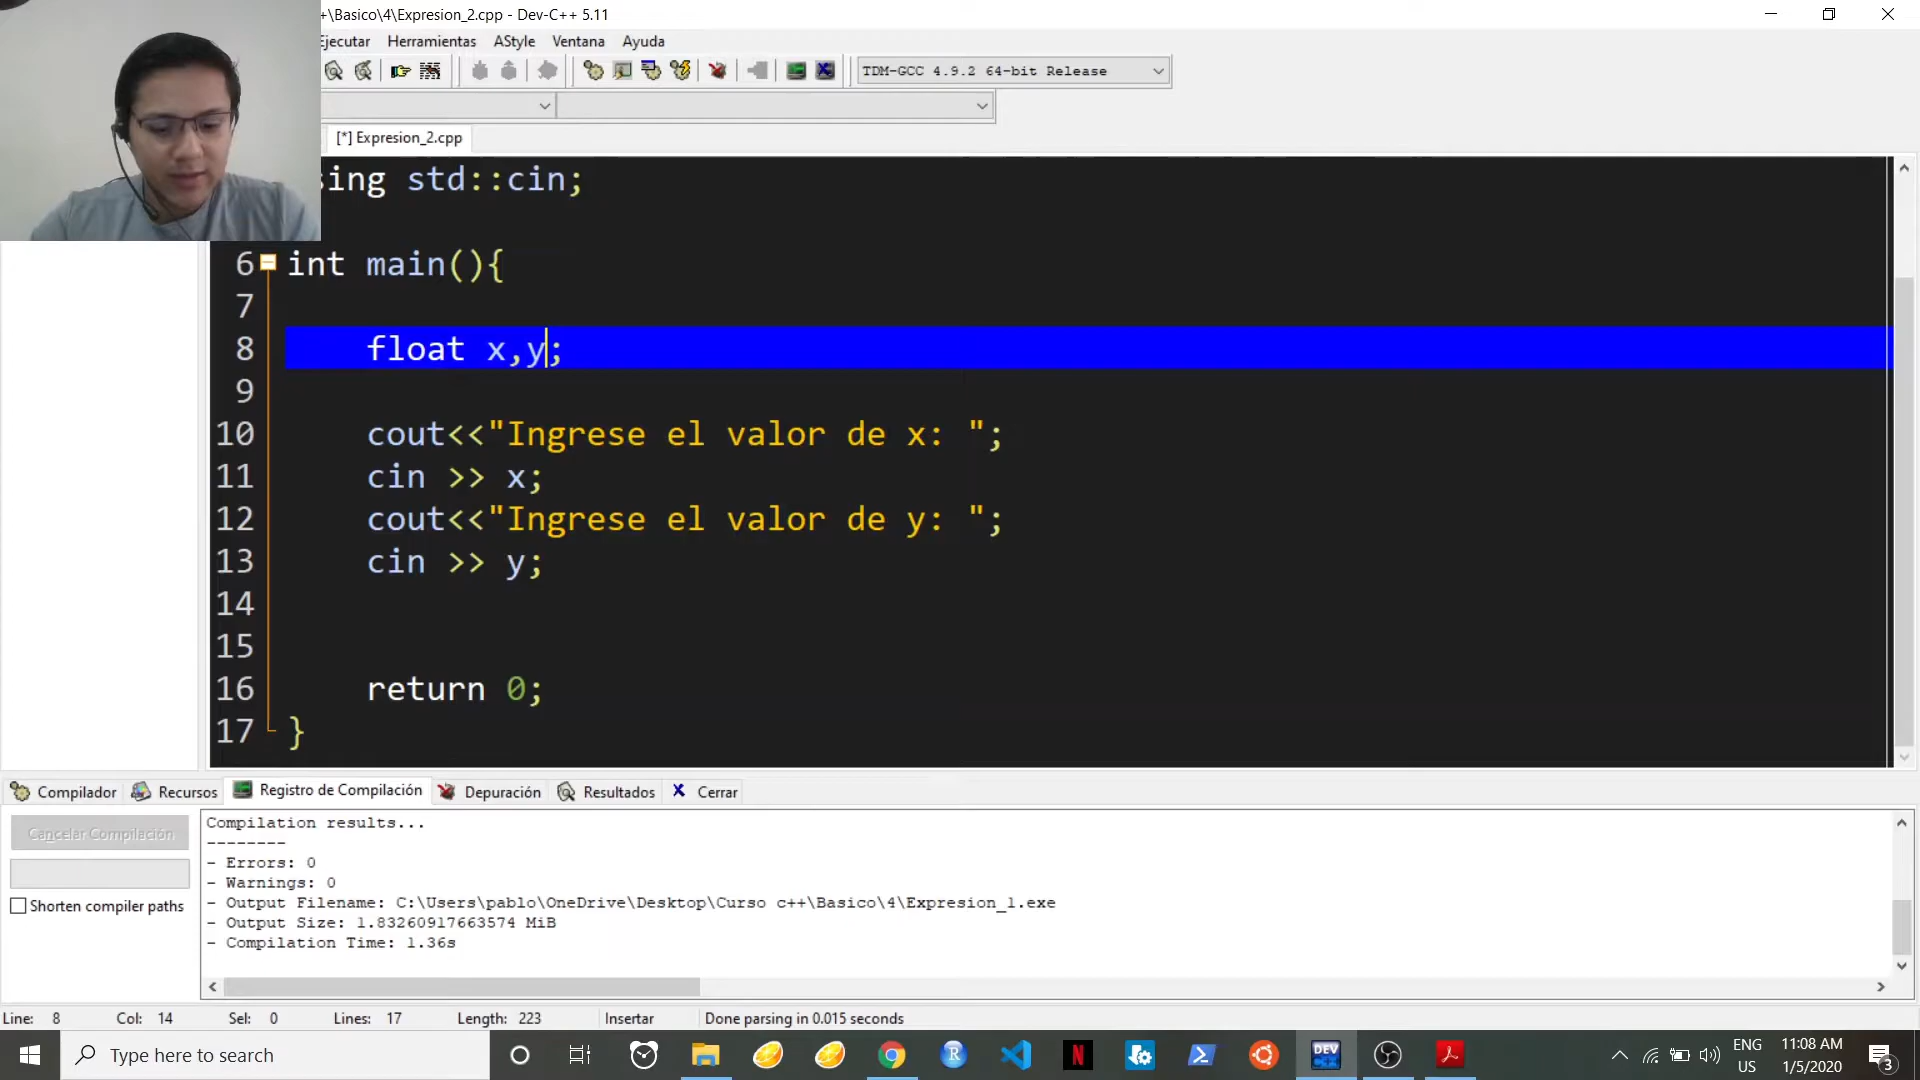 +\Basico\4\Expresion_2.cpp - Dev-C++ 5.11
Ejecutar Herramientas AStyle Ventana Ayuda
TDM-GCC 4.9.2 64-bit Release
[*] Expresion_2.cpp
sing std::cin;
6 int main(){
7
8 float x,y;
9
10 cout<<"Ingrese el valor de x: ";
11 cin >> x;
12 cout<<"Ingrese el valor de y: ";
13 cin >> y;
14
15
16 return 0;
17 }
Compilador Recursos Registro de Compilación Depuración Resultados Cerrar
Cancelar Compilación
Shorten compiler paths
Compilation results...
--------
- Errors: 0
- Warnings: 0
- Output Filename: C:\Users\pablo\OneDrive\Desktop\Curso c++\Basico\4\Expresion_1.exe
- Output Size: 1.83260917663574 MiB
- Compilation Time: 1.36s
Line: 8 Col: 14 Sel: 0 Lines: 17 Length: 223 Insertar Done parsing in 0.015 seconds
Type here to search
R
N
DEV
ENG
US
11:08 AM
1/5/2020
3